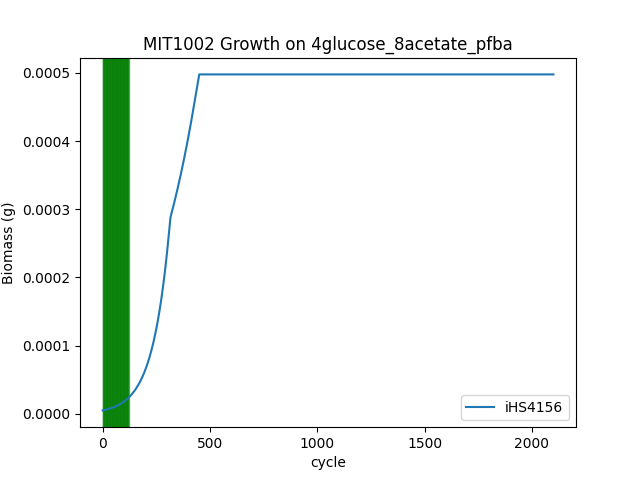 MIT1002 Growth on 4glucose_8acetate_pfba
Biomass (g)
0.0005
0.0004
0.0003
0.0002
0.0001
0.0000
iHS4156
0 500 1000 1500 2000
cycle